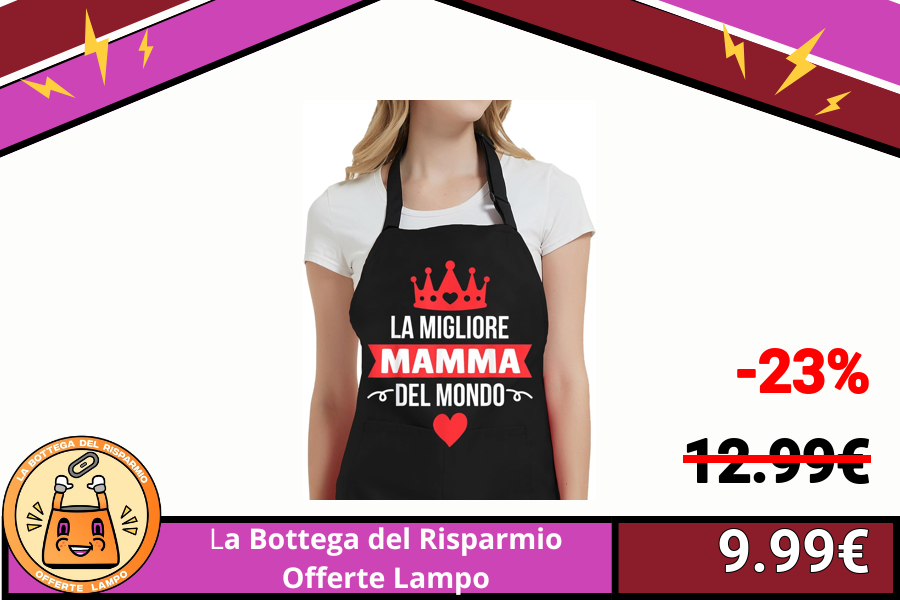 LA MIGLIORE
MAMMA
DEL MONDO
-23%
12.99€
LA BOTTEGA DEL RISPARMIO
OFFERTE LAMPO
La Bottega del Risparmio
Offerte Lampo
9.99€